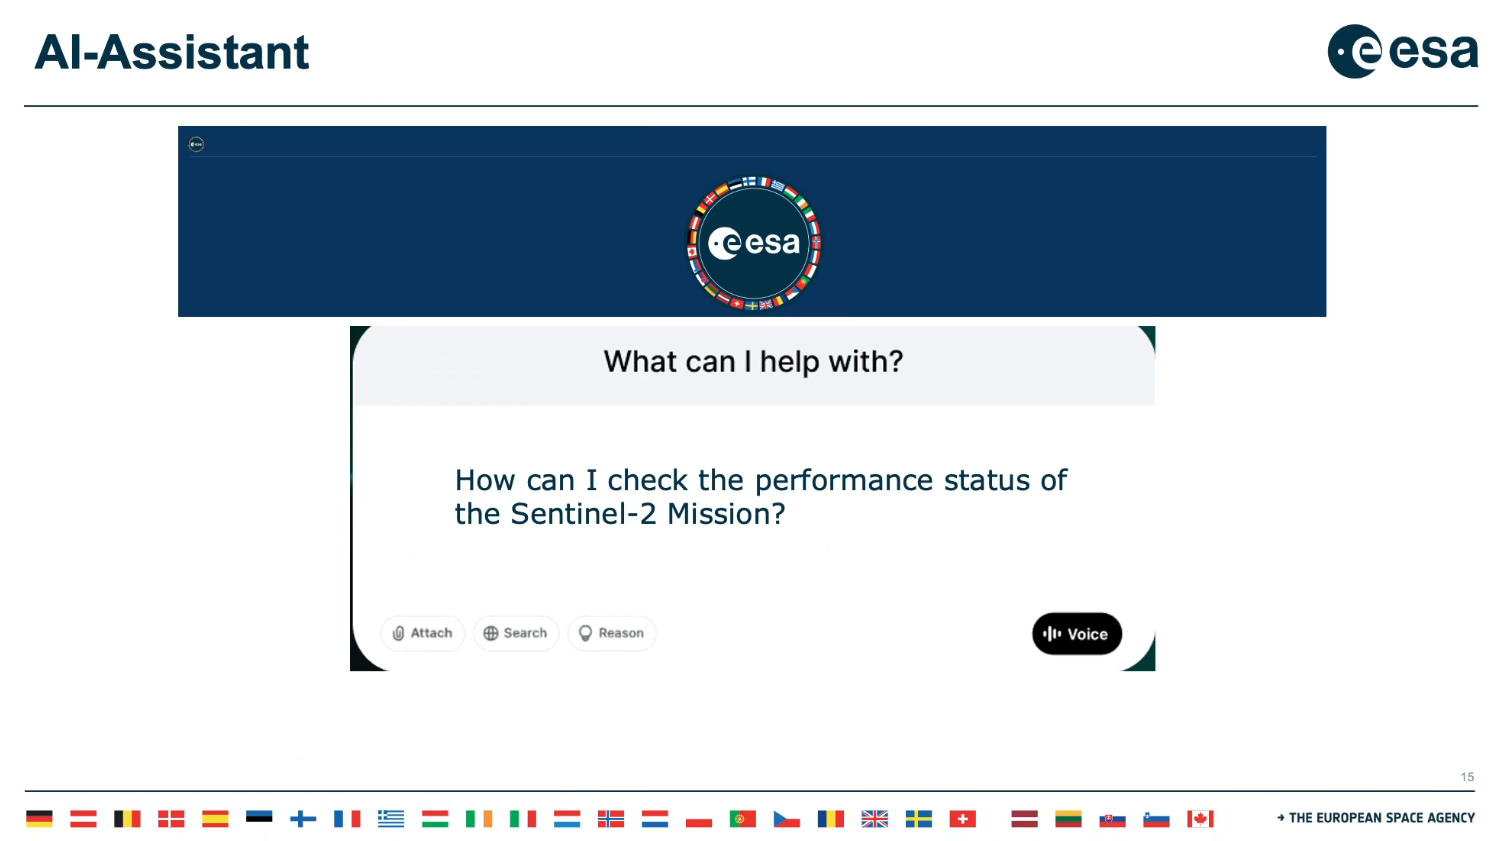 AI-Assistant
esa
esa
What can I help with?
How can I check the performance status of
the Sentinel-2 Mission?
Attach
Search
Reason
Voice
15
→ THE EUROPEAN SPACE AGENCY